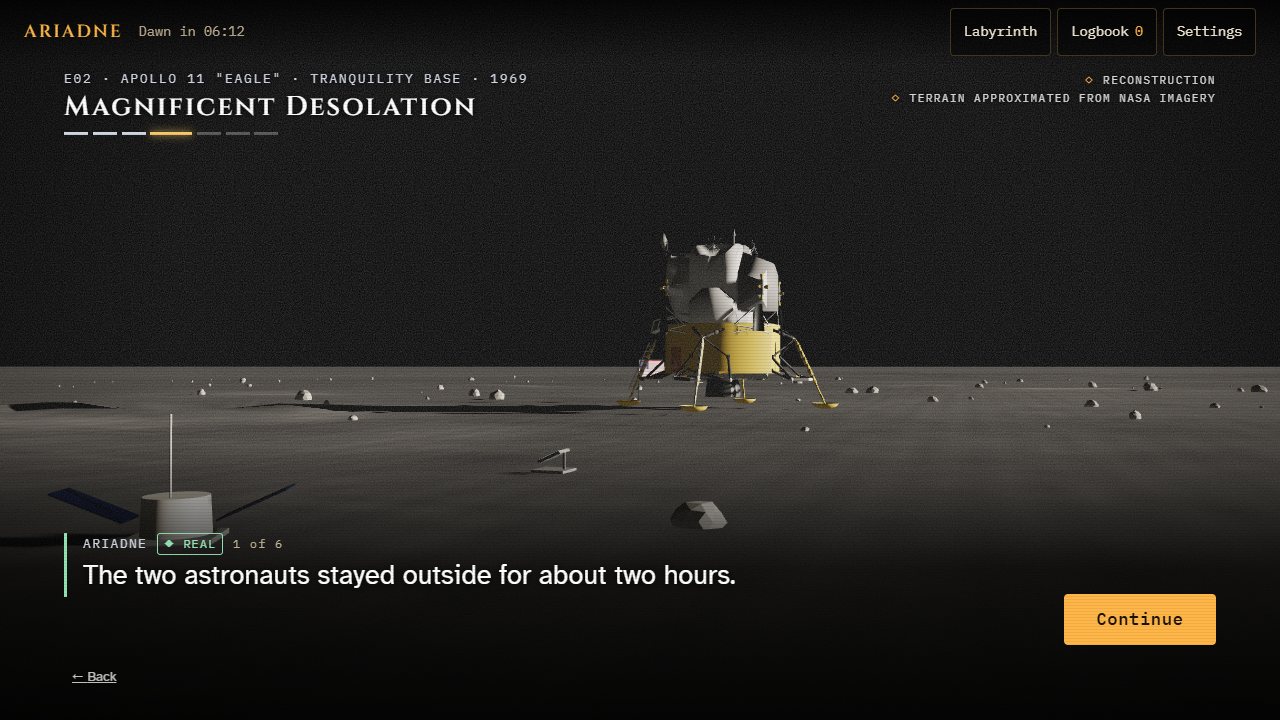 ARIADNE Dawn in 06:12 Labyrinth Logbook 0 Settings
E02 · APOLLO 11 "EAGLE" · TRANQUILITY BASE · 1969
MAGNIFICENT DESOLATION
◇ RECONSTRUCTION
◇ TERRAIN APPROXIMATED FROM NASA IMAGERY
ARIADNE ◆ REAL 1 of 6
The two astronauts stayed outside for about two hours.
Continue
← Back